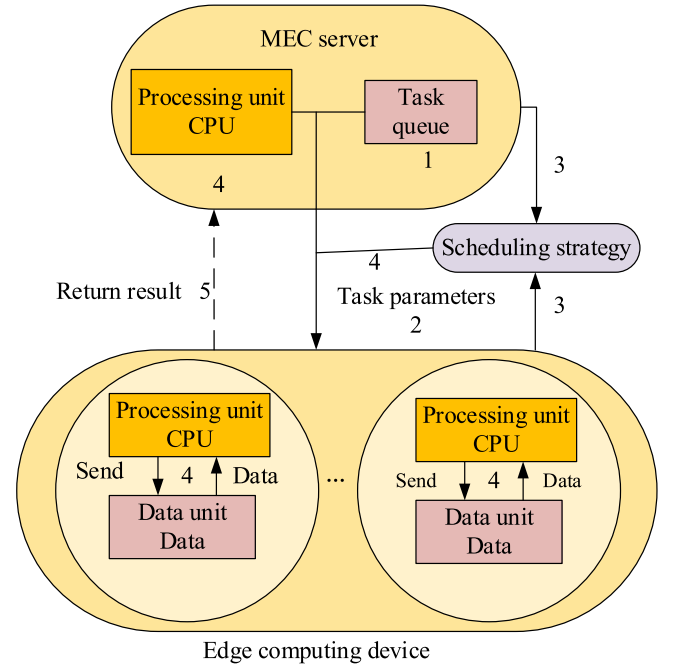 MEC server
Processing unit
CPU
Task
queue
1
4
3
Scheduling strategy
4
Return result 5
Task parameters
2
3
Processing unit
CPU
Send 4 Data
Data unit
Data
...
Processing unit
CPU
Send 4 Data
Data unit
Data
Edge computing device